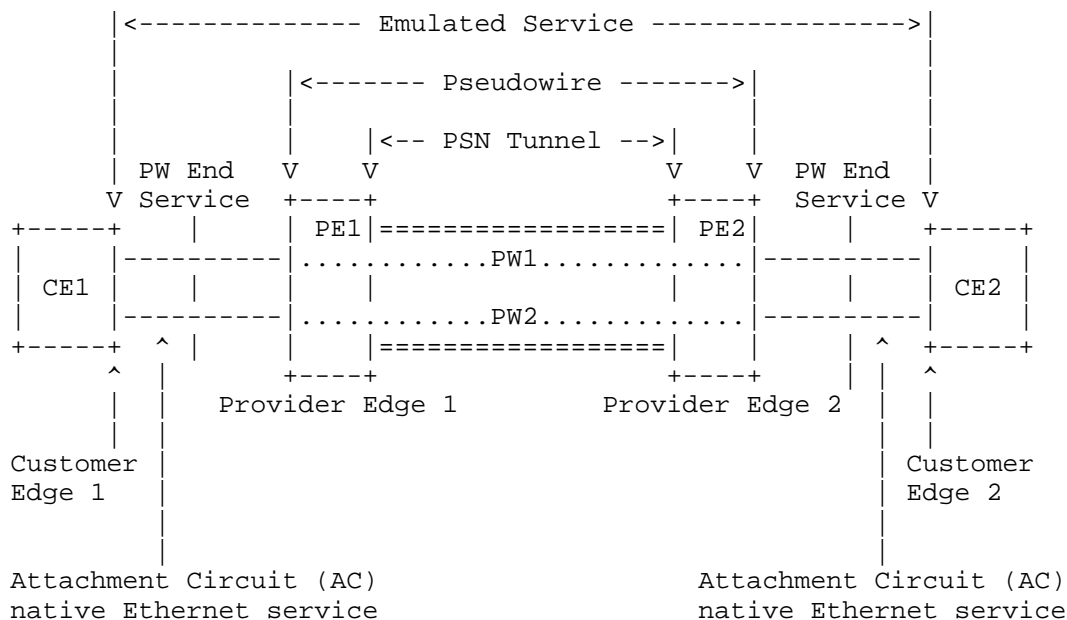 |<-------------- Emulated Service -------------->|
|<------- Pseudowire ------->|
|<-- PSN Tunnel -->|
PW End V V V V PW End
V Service +----+ +----+ Service V
+-----+ | | PE1|==================| PE2| | +-----+
| |----------|............PW1.............|----------| |
| CE1 | | | | | | | | CE2 |
| |----------|............PW2.............|----------| |
+-----+ ^ | | |==================| | | ^ +-----+
^ | +----+ +----+ | | ^
| | Provider Edge 1 Provider Edge 2 | |
Customer | | Customer
Edge 1 | | Edge 2
Attachment Circuit (AC) Attachment Circuit (AC)
native Ethernet service native Ethernet service